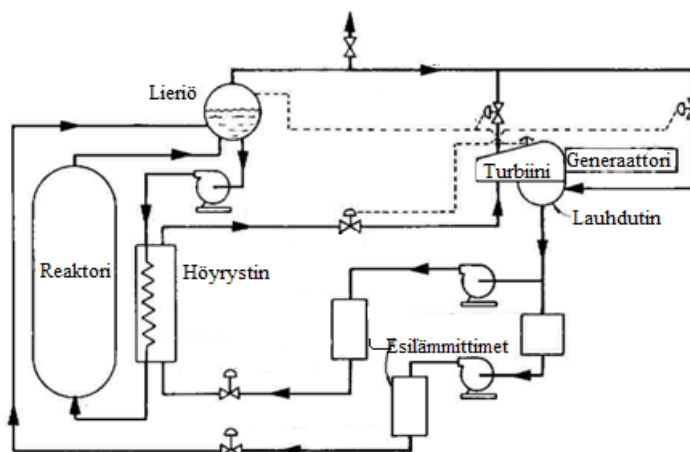 Lieriö
Generaattori
Turbiini
Lauhdutin
Reaktori
Höyrystin
Esilämmittimet